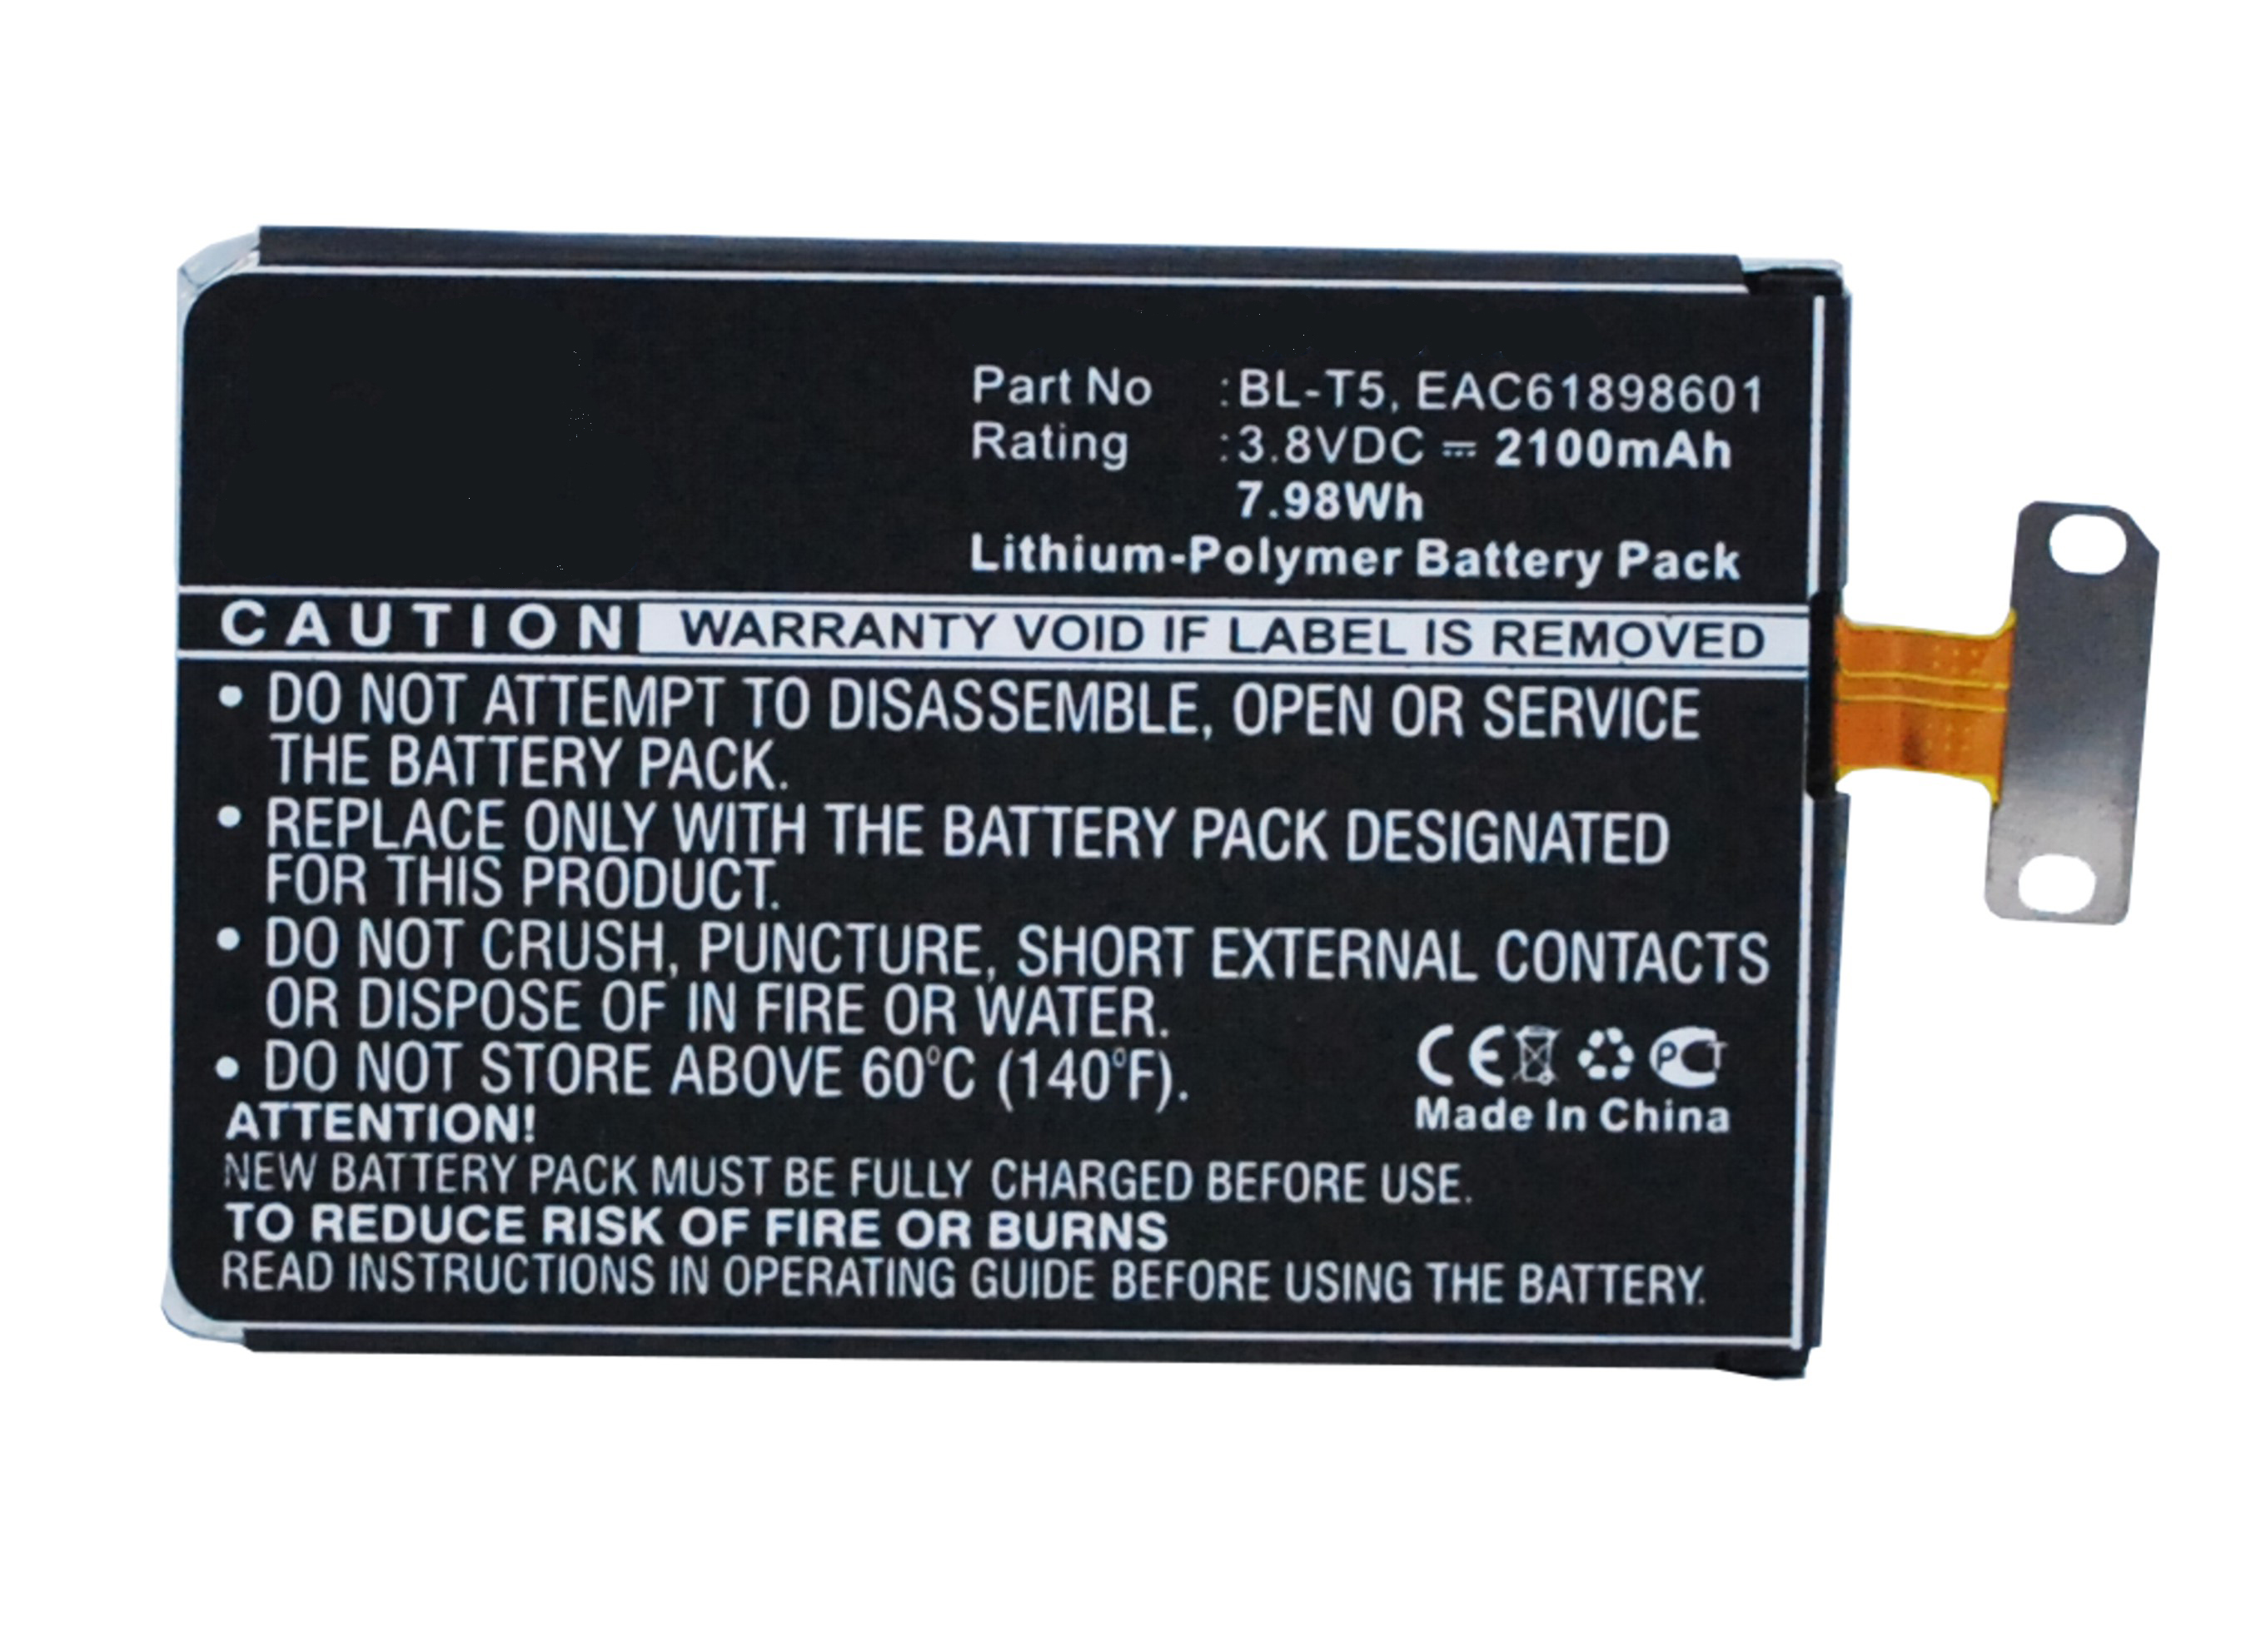 Part No : BL-T5, EAC61898601
Rating : 3.8VDC ⎓ 2100mAh
7.98Wh
Lithium-Polymer Battery Pack
CAUTION WARRANTY VOID IF LABEL IS REMOVED
• DO NOT ATTEMPT TO DISASSEMBLE, OPEN OR SERVICE
THE BATTERY PACK.
• REPLACE ONLY WITH THE BATTERY PACK DESIGNATED
FOR THIS PRODUCT.
• DO NOT CRUSH, PUNCTURE, SHORT EXTERNAL CONTACTS
OR DISPOSE OF IN FIRE OR WATER.
• DO NOT STORE ABOVE 60°C (140°F).
CE PCT
Made In China
ATTENTION!
NEW BATTERY PACK MUST BE FULLY CHARGED BEFORE USE.
TO REDUCE RISK OF FIRE OR BURNS
READ INSTRUCTIONS IN OPERATING GUIDE BEFORE USING THE BATTERY.